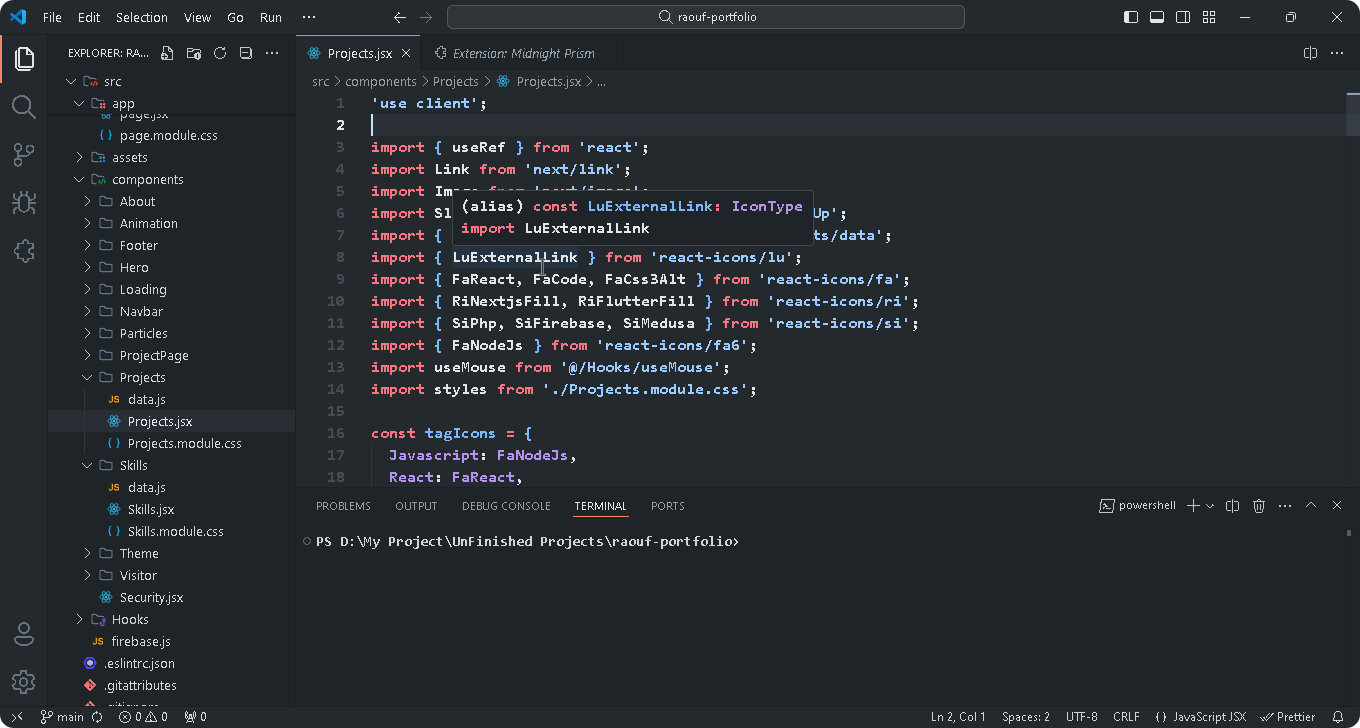 File Edit Selection View Go Run ··· raouf-portfolio
EXPLORER: RA... ···
src
app
page.jsx
page.module.css
assets
components
About
Animation
Footer
Hero
Loading
Navbar
Particles
ProjectPage
Projects
JS data.js
Projects.jsx
{ } Projects.module.css
Skills
JS data.js
Skills.jsx
{ } Skills.module.css
Theme
Visitor
Security.jsx
Hooks
JS firebase.js
.eslintrc.json
.gitattributes
Projects.jsx Extension: Midnight Prism ···
src > components > Projects > Projects.jsx > ...
1 'use client';
2
3 import { useRef } from 'react';
4 import Link from 'next/link';
5 import
6 import Sl Up';
7 import { ts/data';
(alias) const LuExternalLink: IconType
import LuExternalLink
8 import { LuExternalLink } from 'react-icons/lu';
9 import { FaReact, FaCode, FaCss3Alt } from 'react-icons/fa';
10 import { RiNextjsFill, RiFlutterFill } from 'react-icons/ri';
11 import { SiPhp, SiFirebase, SiMedusa } from 'react-icons/si';
12 import { FaNodeJs } from 'react-icons/fa6';
13 import useMouse from '@/Hooks/useMouse';
14 import styles from './Projects.module.css';
15
16 const tagIcons = {
17 Javascript: FaNodeJs,
18 React: FaReact,
PROBLEMS OUTPUT DEBUG CONSOLE TERMINAL PORTS powershell ···
PS D:\My Project\UnFinished Projects\raouf-portfolio>
main 0 0 0 Ln 2, Col 1 Spaces: 2 UTF-8 CRLF { } JavaScript JSX Prettier